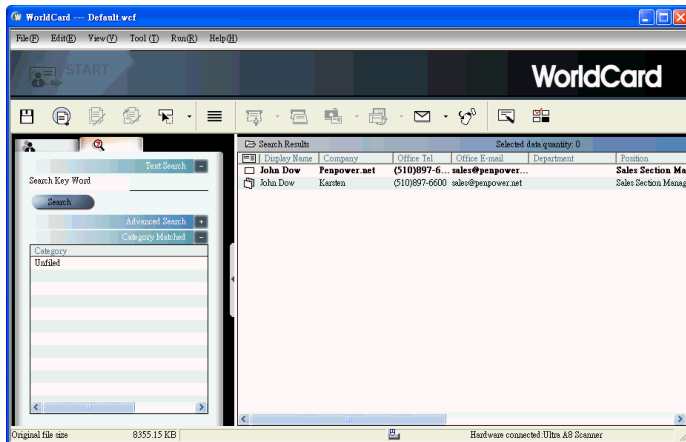 WorldCard --- Default.wcf
File(F) Edit(E) View(V) Tool (T) Run(R) Help(H)
START
WorldCard
Search Results Selected data quantity: 0
Display Name Company Office Tel Office E-mail Department Position
John Dow Penpower.net (510)897-6... sales@penpower... Sales Section Ma
John Dow Karsten (510)897-6600 sales@penpower.net Sales Section Manag
Text Search
Search Key Word
Search
Advanced Search
Category Matched
Category
Unfiled
Original file size 8355.15 KB Hardware connected:Ultra A8 Scanner